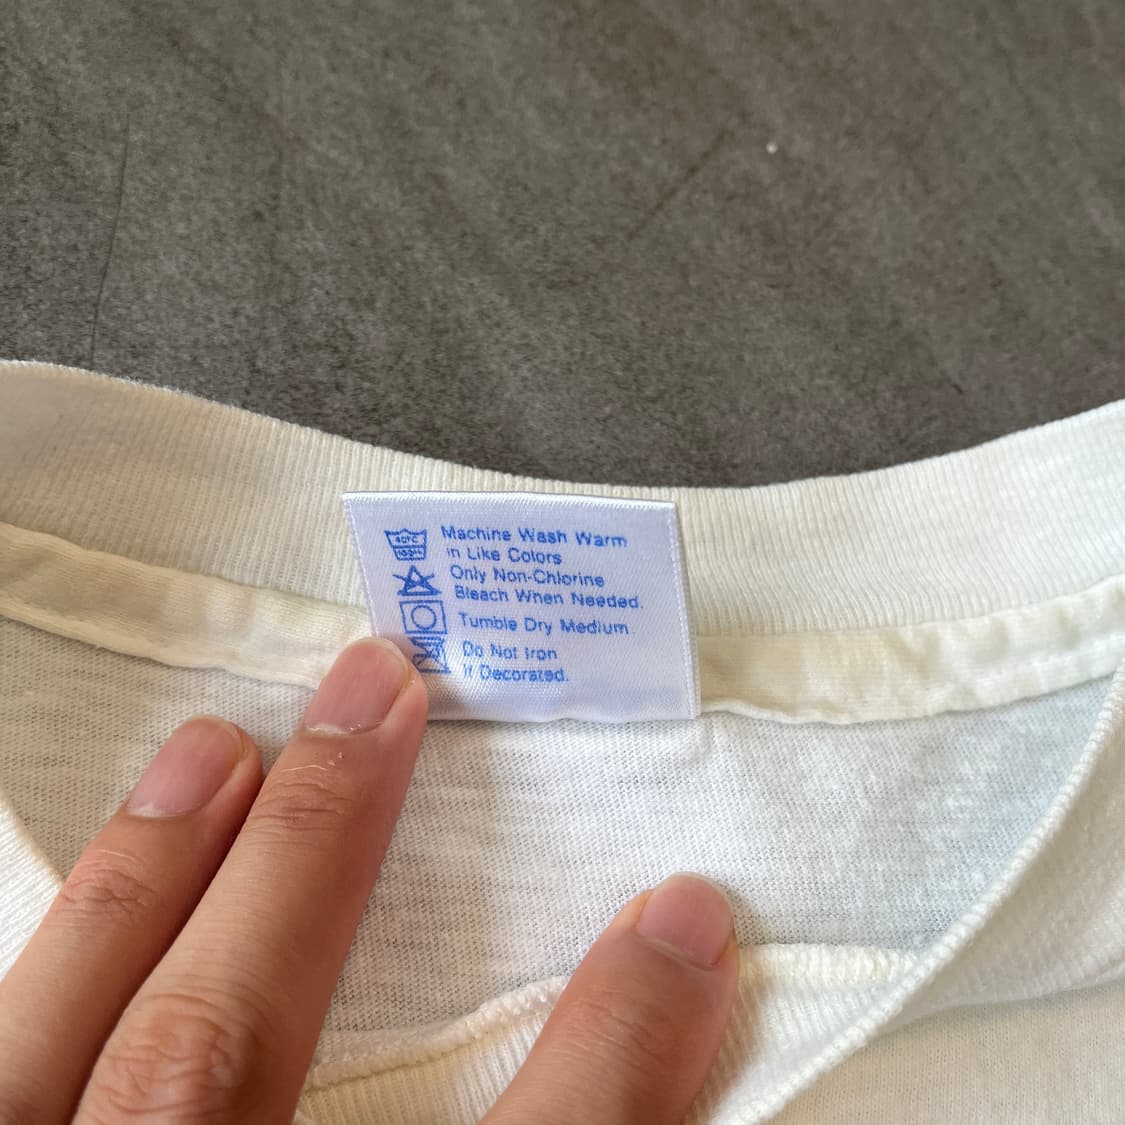 40°C
Machine Wash Warm
in Like Colors
Only Non-Chlorine
Bleach When Needed.
Tumble Dry Medium.
Do Not Iron
If Decorated.